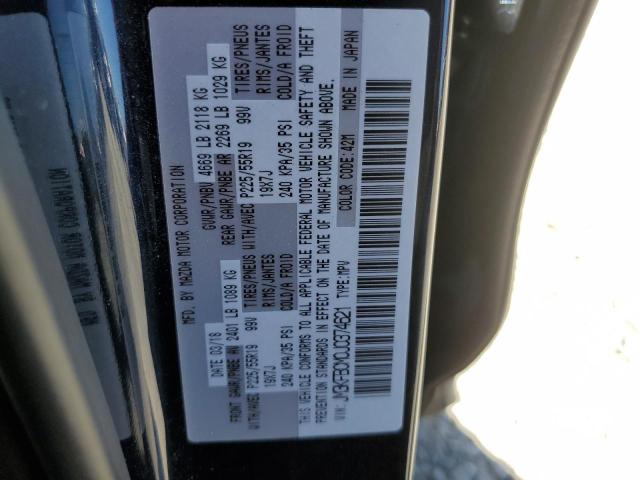 MFD. BY MAZDA MOTOR CORPORATION
DATE 03/18 GVWR/PNBV 4669 LB 2118 KG
FRONT GAWR/PNBE AV 2401 LB 1089 KG REAR GAWR/PNBE AR 2269 LB 1029 KG
WITH/AVEC P225/55R19 99V TIRES/PNEUS WITH/AVEC P225/55R19 99V TIRES/PNEUS
19X7J RIMS/JANTES 19X7J RIMS/JANTES
240 KPA/35 PSI COLD/A FROID 240 KPA/35 PSI COLD/A FROID
THIS VEHICLE CONFORMS TO ALL APPLICABLE FEDERAL MOTOR VEHICLE SAFETY AND THEFT
PREVENTION STANDARDS IN EFFECT ON THE DATE OF MANUFACTURE SHOWN ABOVE.
COLOR CODE: 42M MADE IN JAPAN
VIN: JM3KFBDM0J0374621 TYPE: MPV
MAZDA MOTOR CORPORATION